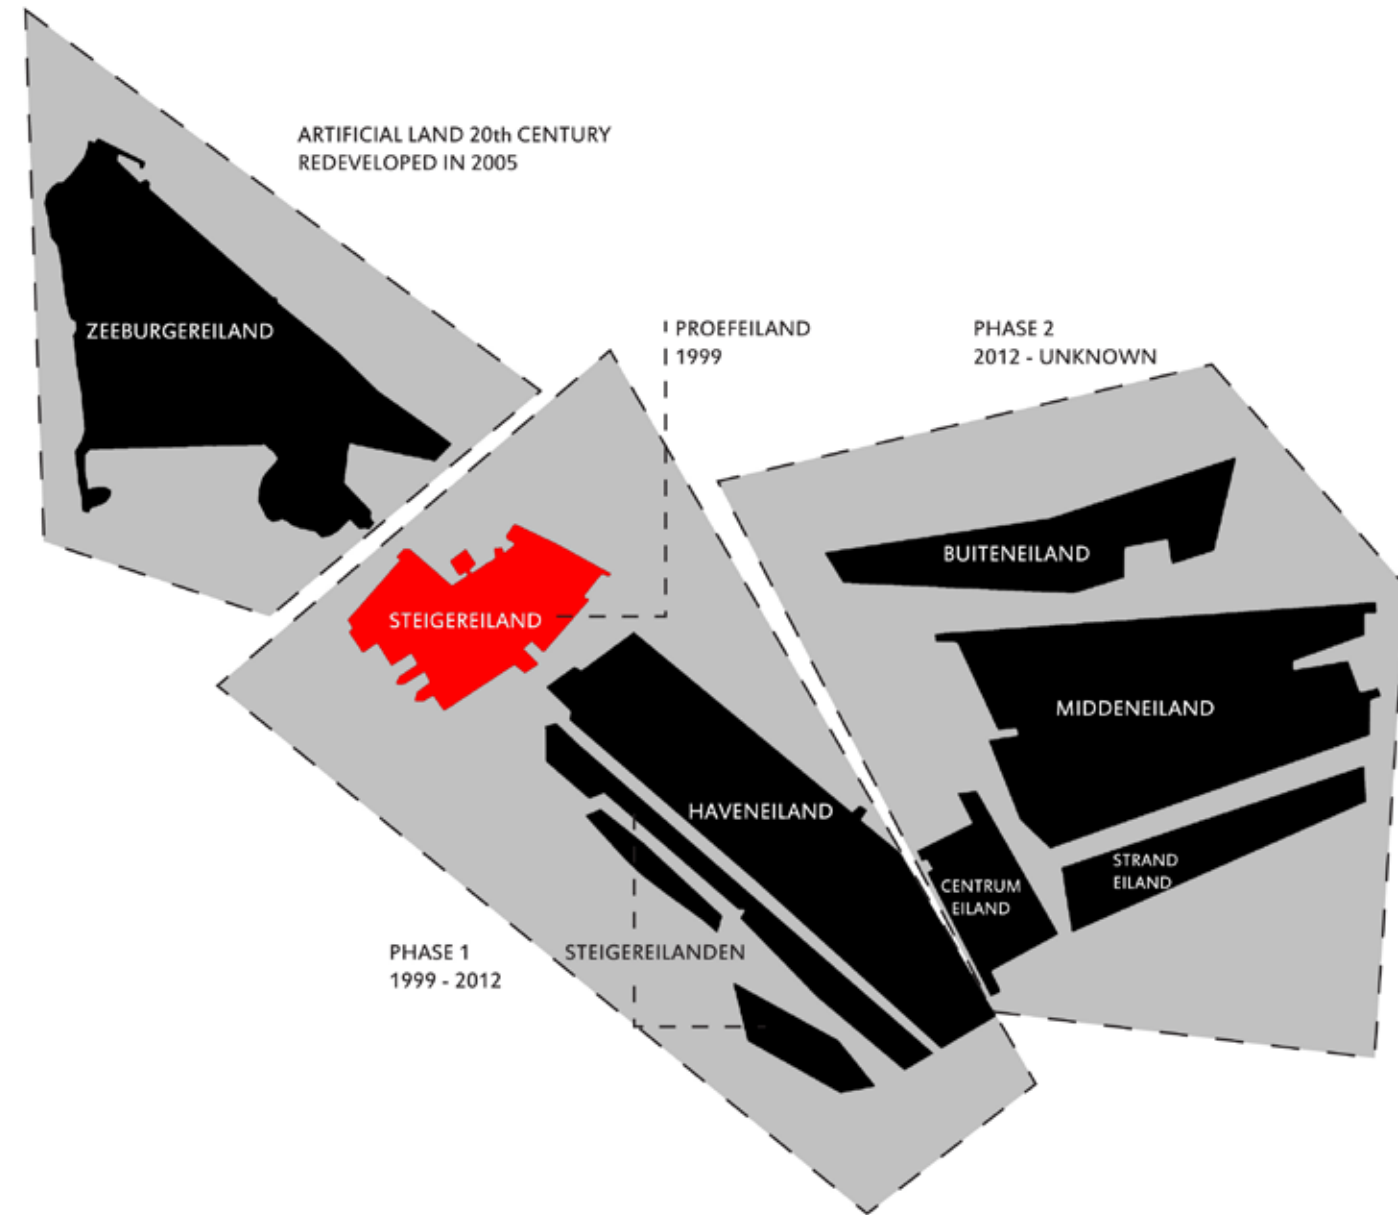 ARTIFICIAL LAND 20th CENTURY
REDEVELOPED IN 2005
ZEEBURGEREILAND
PROEFEILAND
1999
PHASE 2
2012 - UNKNOWN
BUITENEILAND
STEIGEREILAND
MIDDENEILAND
HAVENEILAND
STRAND
EILAND
CENTRUM
EILAND
PHASE 1
1999 - 2012
STEIGEREILANDEN